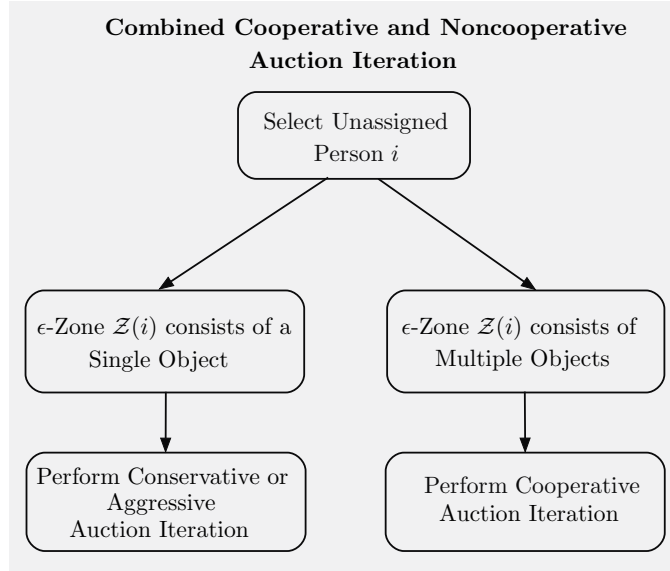 Combined Cooperative and Noncooperative
Auction Iteration
Select Unassigned
Person i
ϵ-Zone 𝒵(i) consists of a
Single Object
ϵ-Zone 𝒵(i) consists of
Multiple Objects
Perform Conservative or
Aggressive
Auction Iteration
Perform Cooperative
Auction Iteration